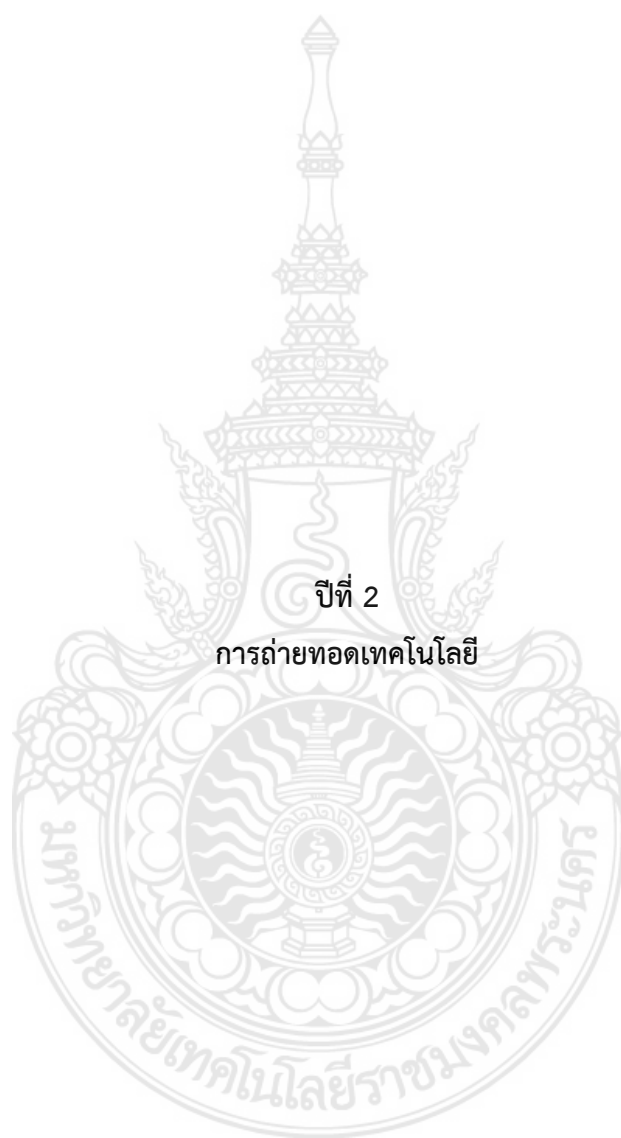 ปีที่ 2
การถ่ายทอดเทคโนโลยี
มหาวิทยาลัยเทคโนโลยีราชมงคลพระนคร